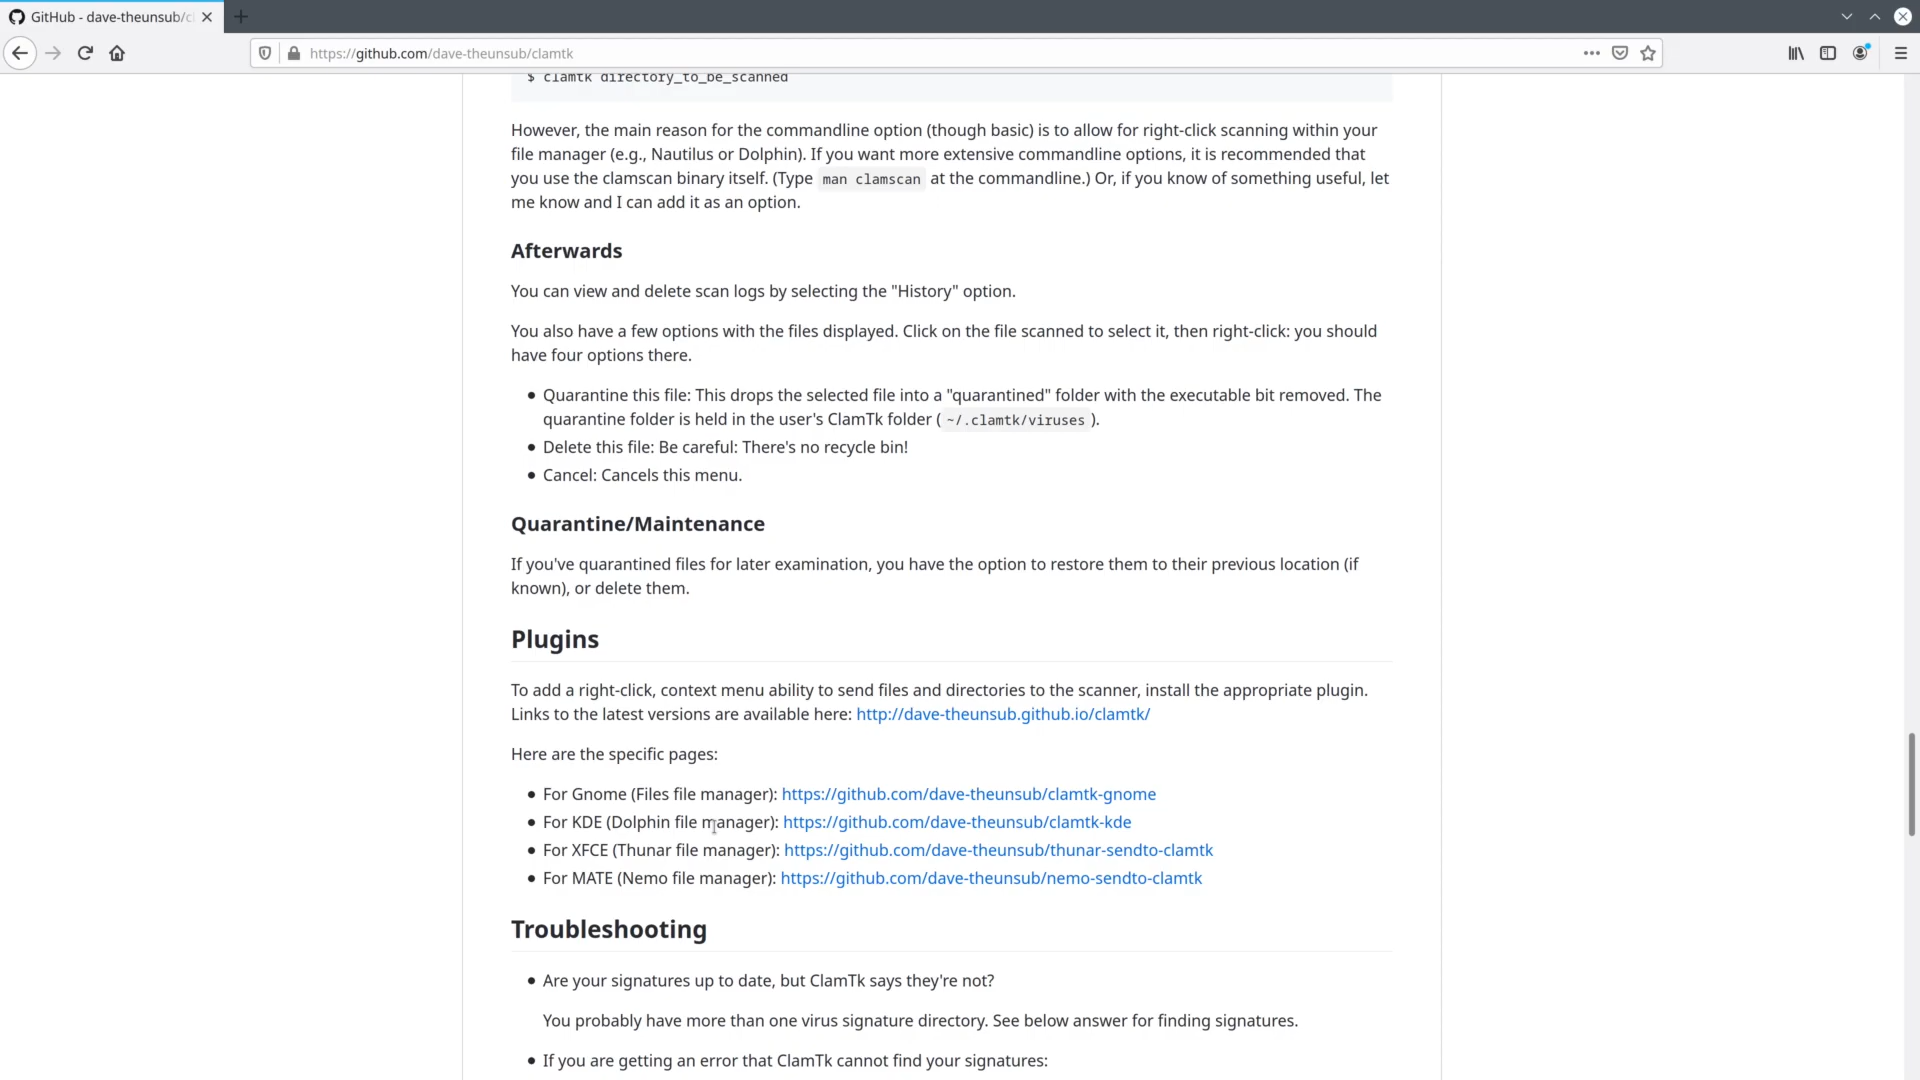 GitHub - dave-theunsub/cl
https://github.com/dave-theunsub/clamtk
$ clamtk directory_to_be_scanned
However, the main reason for the commandline option (though basic) is to allow for right-click scanning within your
file manager (e.g., Nautilus or Dolphin). If you want more extensive commandline options, it is recommended that
you use the clamscan binary itself. (Type man clamscan at the commandline.) Or, if you know of something useful, let
me know and I can add it as an option.
Afterwards
You can view and delete scan logs by selecting the "History" option.
You also have a few options with the files displayed. Click on the file scanned to select it, then right-click: you should
have four options there.
• Quarantine this file: This drops the selected file into a "quarantined" folder with the executable bit removed. The
quarantine folder is held in the user's ClamTk folder ( ~/.clamtk/viruses ).
• Delete this file: Be careful: There's no recycle bin!
• Cancel: Cancels this menu.
Quarantine/Maintenance
If you've quarantined files for later examination, you have the option to restore them to their previous location (if
known), or delete them.
Plugins
To add a right-click, context menu ability to send files and directories to the scanner, install the appropriate plugin.
Links to the latest versions are available here: http://dave-theunsub.github.io/clamtk/
Here are the specific pages:
• For Gnome (Files file manager): https://github.com/dave-theunsub/clamtk-gnome
• For KDE (Dolphin file manager): https://github.com/dave-theunsub/clamtk-kde
• For XFCE (Thunar file manager): https://github.com/dave-theunsub/thunar-sendto-clamtk
• For MATE (Nemo file manager): https://github.com/dave-theunsub/nemo-sendto-clamtk
Troubleshooting
• Are your signatures up to date, but ClamTk says they're not?
You probably have more than one virus signature directory. See below answer for finding signatures.
• If you are getting an error that ClamTk cannot find your signatures: